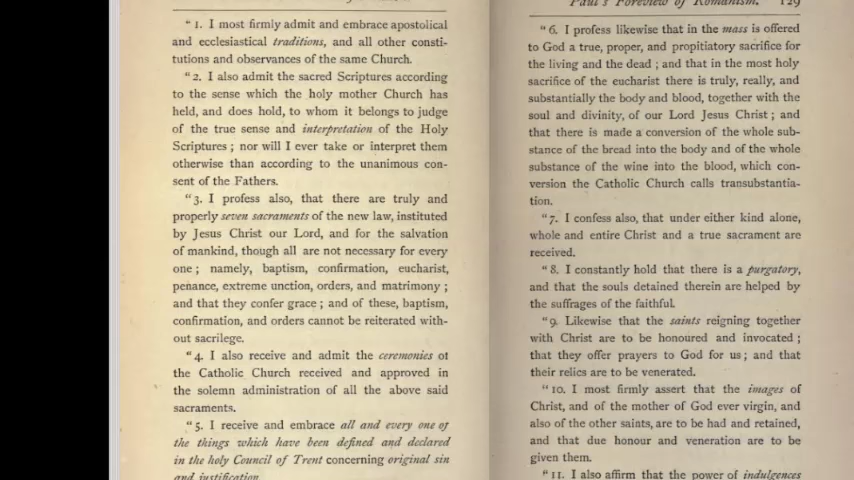 "1. I most firmly admit and embrace apostolical
and ecclesiastical traditions, and all other consti-
tutions and observances of the same Church.
"2. I also admit the sacred Scriptures according
to the sense which the holy mother Church has
held, and does hold, to whom it belongs to judge
of the true sense and interpretation of the Holy
Scriptures ; nor will I ever take or interpret them
otherwise than according to the unanimous con-
sent of the Fathers.
"3. I profess also, that there are truly and
properly seven sacraments of the new law, instituted
by Jesus Christ our Lord, and for the salvation
of mankind, though all are not necessary for every
one ; namely, baptism, confirmation, eucharist,
penance, extreme unction, orders, and matrimony ;
and that they confer grace ; and of these, baptism,
confirmation, and orders cannot be reiterated with-
out sacrilege.
"4. I also receive and admit the ceremonies of
the Catholic Church received and approved in
the solemn administration of all the above said
sacraments.
"5. I receive and embrace all and every one of
the things which have been defined and declared
in the holy Council of Trent concerning original sin
and justification
Paul's Foreview of Romanism. 129
"6. I profess likewise that in the mass is offered
to God a true, proper, and propitiatory sacrifice for
the living and the dead ; and that in the most holy
sacrifice of the eucharist there is truly, really, and
substantially the body and blood, together with the
soul and divinity, of our Lord Jesus Christ ; and
that there is made a conversion of the whole sub-
stance of the bread into the body and of the whole
substance of the wine into the blood, which con-
version the Catholic Church calls transubstantia-
tion.
"7. I confess also, that under either kind alone,
whole and entire Christ and a true sacrament are
received.
"8. I constantly hold that there is a purgatory,
and that the souls detained therein are helped by
the suffrages of the faithful.
"9. Likewise that the saints reigning together
with Christ are to be honoured and invocated ;
that they offer prayers to God for us ; and that
their relics are to be venerated.
"10. I most firmly assert that the images of
Christ, and of the mother of God ever virgin, and
also of the other saints, are to be had and retained,
and that due honour and veneration are to be
given them.
"11. I also affirm that the power of indulgences